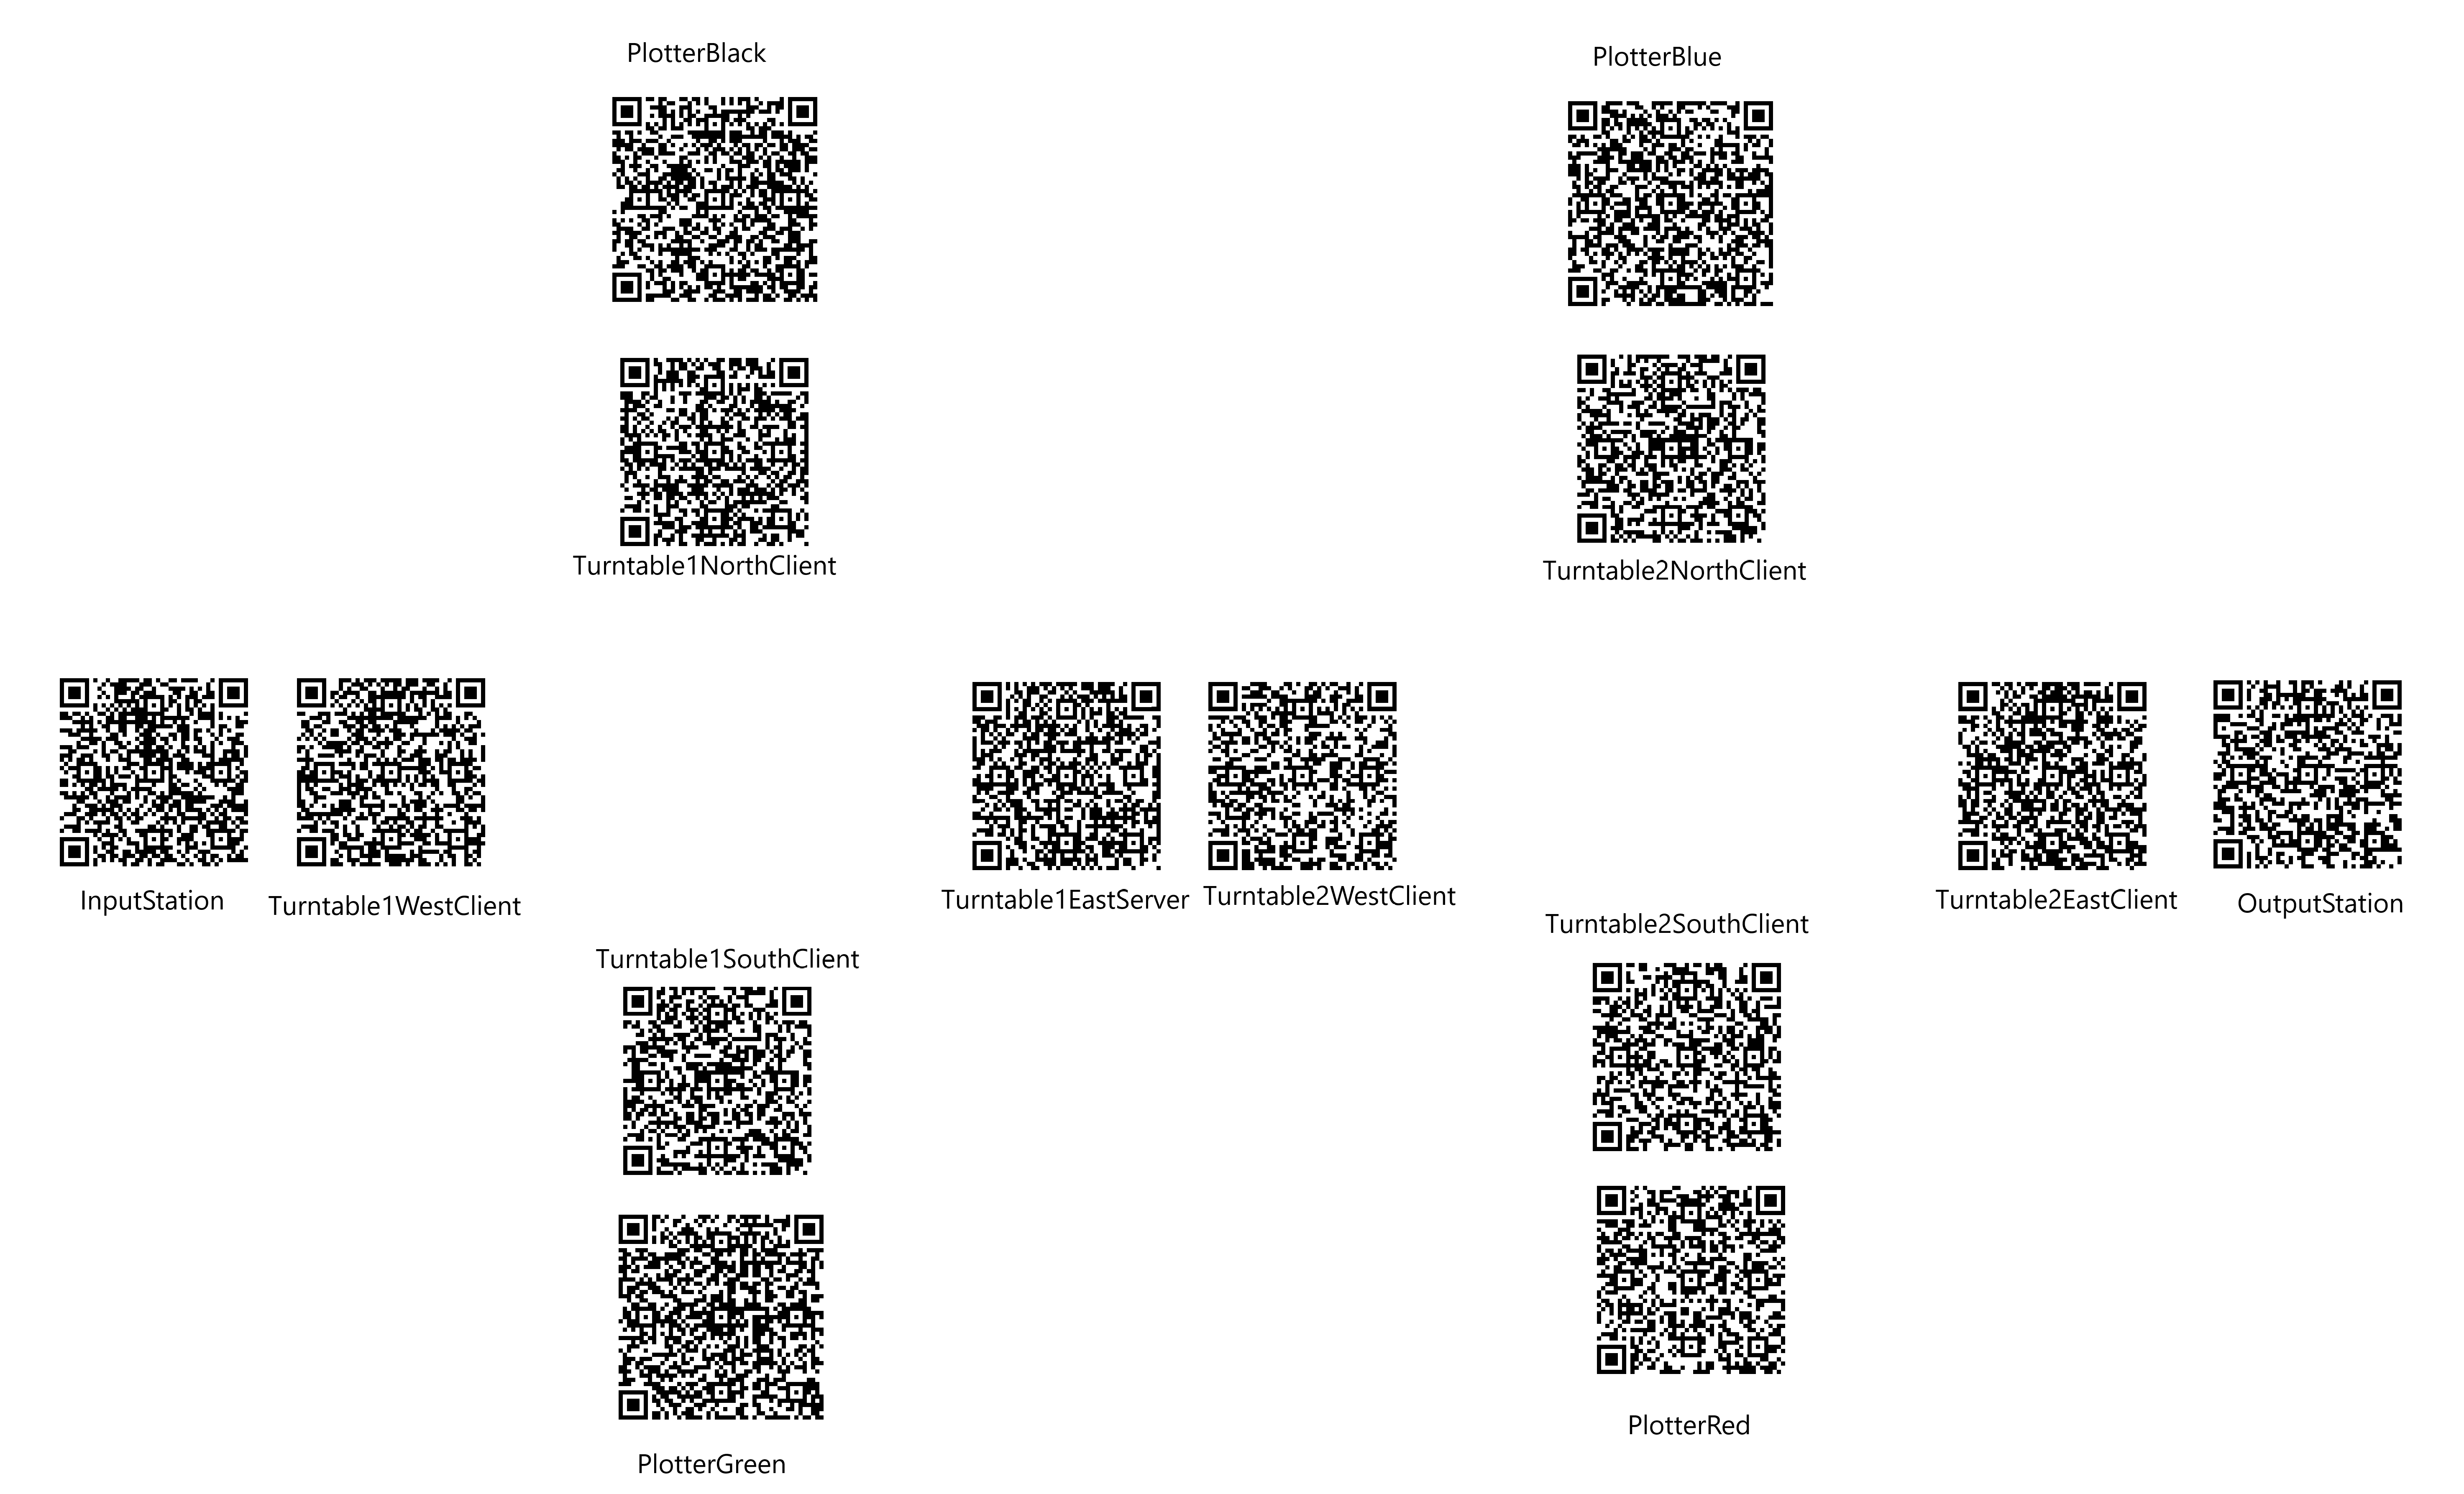 PlotterBlack
PlotterBlue
Turntable1NorthClient
Turntable2NorthClient
InputStation
Turntable1WestClient
Turntable1EastServer
Turntable2WestClient
Turntable2EastClient
OutputStation
Turntable1SouthClient
Turntable2SouthClient
PlotterGreen
PlotterRed